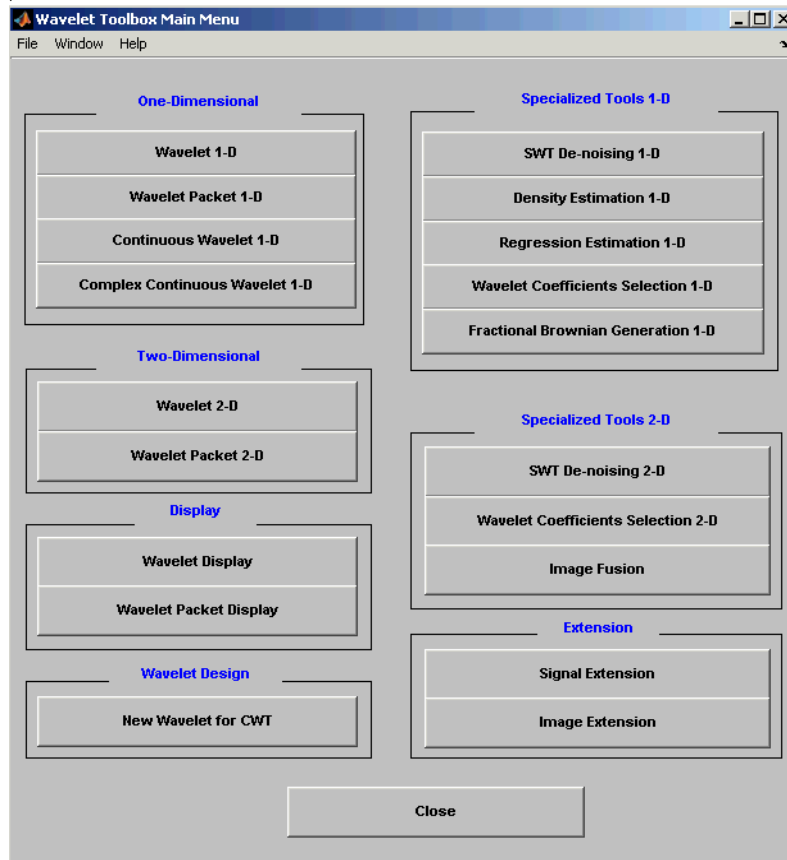 Wavelet Toolbox Main Menu
File Window Help
One-Dimensional
Wavelet 1-D
Wavelet Packet 1-D
Continuous Wavelet 1-D
Complex Continuous Wavelet 1-D
Two-Dimensional
Wavelet 2-D
Wavelet Packet 2-D
Display
Wavelet Display
Wavelet Packet Display
Wavelet Design
New Wavelet for CWT
Specialized Tools 1-D
SWT De-noising 1-D
Density Estimation 1-D
Regression Estimation 1-D
Wavelet Coefficients Selection 1-D
Fractional Brownian Generation 1-D
Specialized Tools 2-D
SWT De-noising 2-D
Wavelet Coefficients Selection 2-D
Image Fusion
Extension
Signal Extension
Image Extension
Close